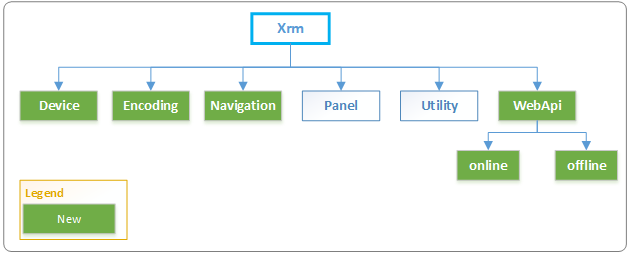 Xrm
Device Encoding Navigation Panel Utility WebApi
online offline
Legend
New